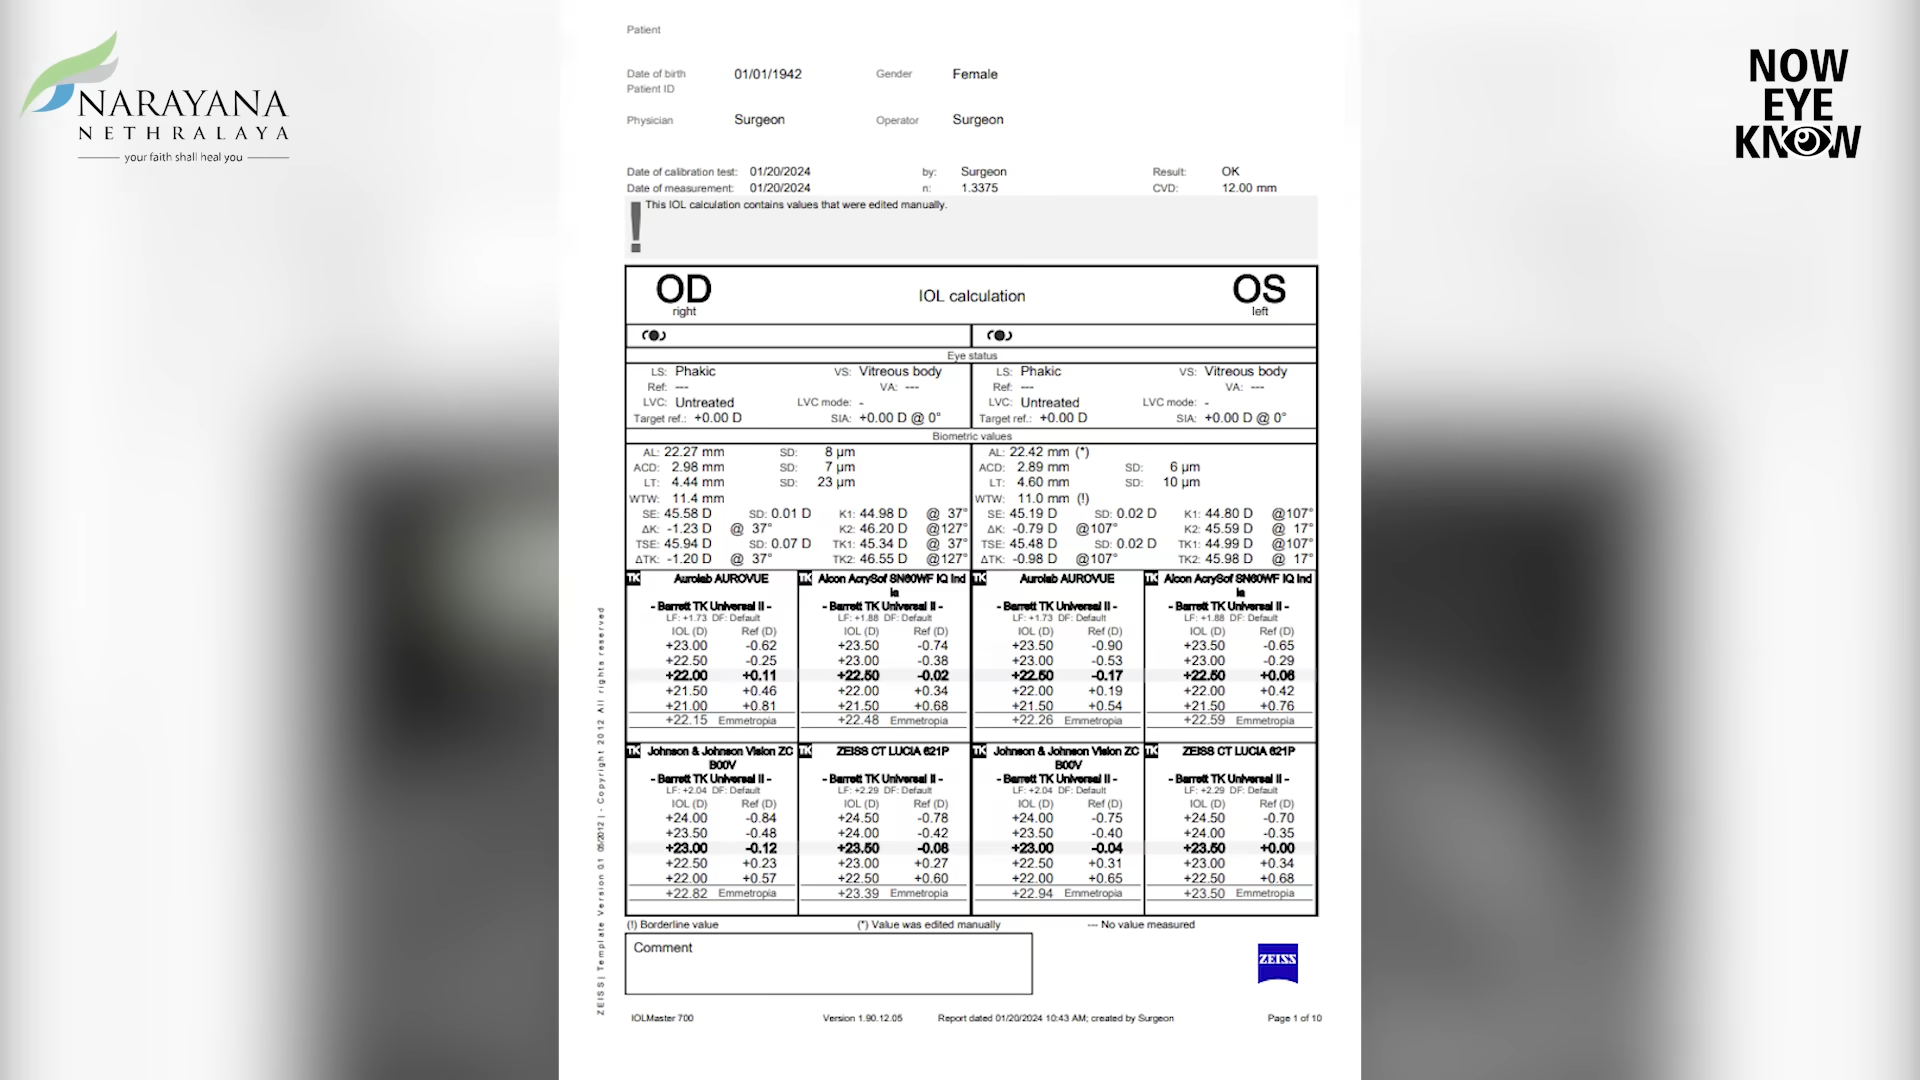 NARAYANA
NETHRALAYA
your faith shall heal you
NOW
EYE
KNOW
Patient
Date of birth 01/01/1942 Gender Female
Patient ID
Physician Surgeon Operator Surgeon
Date of calibration test: 01/20/2024 by: Surgeon Result: OK
Date of measurement: 01/20/2024 n: 1.3375 CVD: 12.00 mm
! This IOL calculation contains values that were edited manually.
OD IOL calculation OS
right left
Eye status
LS: Phakic VS: Vitreous body LS: Phakic VS: Vitreous body
Ref: --- VA: --- Ref: --- VA: ---
LVC: Untreated LVC mode: - LVC: Untreated LVC mode: -
Target ref.: +0.00 D SIA: +0.00 D @ 0° Target ref.: +0.00 D SIA: +0.00 D @ 0°
Biometric values
AL: 22.27 mm SD: 8 µm AL: 22.42 mm (*)
ACD: 2.98 mm SD: 7 µm ACD: 2.89 mm SD: 6 µm
LT: 4.44 mm SD: 23 µm LT: 4.60 mm SD: 10 µm
WTW: 11.4 mm WTW: 11.0 mm (!)
SE: 45.58 D SD: 0.01 D K1: 44.98 D @ 37° SE: 45.19 D SD: 0.02 D K1: 44.80 D @107°
ΔK: -1.23 D @ 37° K2: 46.20 D @127° ΔK: -0.79 D @107° K2: 45.59 D @ 17°
TSE: 45.94 D SD: 0.07 D TK1: 45.34 D @ 37° TSE: 45.48 D SD: 0.02 D TK1: 44.99 D @107°
ΔTK: -1.20 D @ 37° TK2: 46.55 D @127° ΔTK: -0.98 D @107° TK2: 45.98 D @ 17°
TK Aurolab AUROVUE TK Alcon AcrySof SN60WF IQ Ind TK Aurolab AUROVUE TK Alcon AcrySof SN60WF IQ Ind
ia ia
- Barrett TK Universal II - - Barrett TK Universal II - - Barrett TK Universal II - - Barrett TK Universal II -
LF: +1.73 DF: Default LF: +1.88 DF: Default LF: +1.73 DF: Default LF: +1.88 DF: Default
IOL (D) Ref (D) IOL (D) Ref (D) IOL (D) Ref (D) IOL (D) Ref (D)
+23.00 -0.62 +23.50 -0.74 +23.50 -0.90 +23.50 -0.65
+22.50 -0.25 +23.00 -0.38 +23.00 -0.53 +23.00 -0.29
+22.00 +0.11 +22.50 -0.02 +22.50 -0.17 +22.50 +0.06
+21.50 +0.46 +22.00 +0.34 +22.00 +0.19 +22.00 +0.42
+21.00 +0.81 +21.50 +0.68 +21.50 +0.54 +21.50 +0.76
+22.15 Emmetropia +22.48 Emmetropia +22.26 Emmetropia +22.59 Emmetropia
TK Johnson & Johnson Vision ZC TK ZEISS CT LUCIA 621P TK Johnson & Johnson Vision ZC TK ZEISS CT LUCIA 621P
B00V B00V
- Barrett TK Universal II - - Barrett TK Universal II - - Barrett TK Universal II - - Barrett TK Universal II -
LF: +2.04 DF: Default LF: +2.29 DF: Default LF: +2.04 DF: Default LF: +2.29 DF: Default
IOL (D) Ref (D) IOL (D) Ref (D) IOL (D) Ref (D) IOL (D) Ref (D)
+24.00 -0.84 +24.50 -0.78 +24.00 -0.75 +24.50 -0.70
+23.50 -0.48 +24.00 -0.42 +23.50 -0.40 +24.00 -0.35
+23.00 -0.12 +23.50 -0.08 +23.00 -0.04 +23.50 +0.00
+22.50 +0.23 +23.00 +0.27 +22.50 +0.31 +23.00 +0.34
+22.00 +0.57 +22.50 +0.60 +22.00 +0.65 +22.50 +0.68
+22.82 Emmetropia +23.39 Emmetropia +22.94 Emmetropia +23.50 Emmetropia
(!) Borderline value (*) Value was edited manually --- No value measured
Comment
ZEISS
ZEISS | Template Version 0.1 05/2012 | - Copyright 2012 All rights reserved
IOLMaster 700 Version 1.90.12.05 Report dated 01/20/2024 10:43 AM; created by Surgeon Page 1 of 10